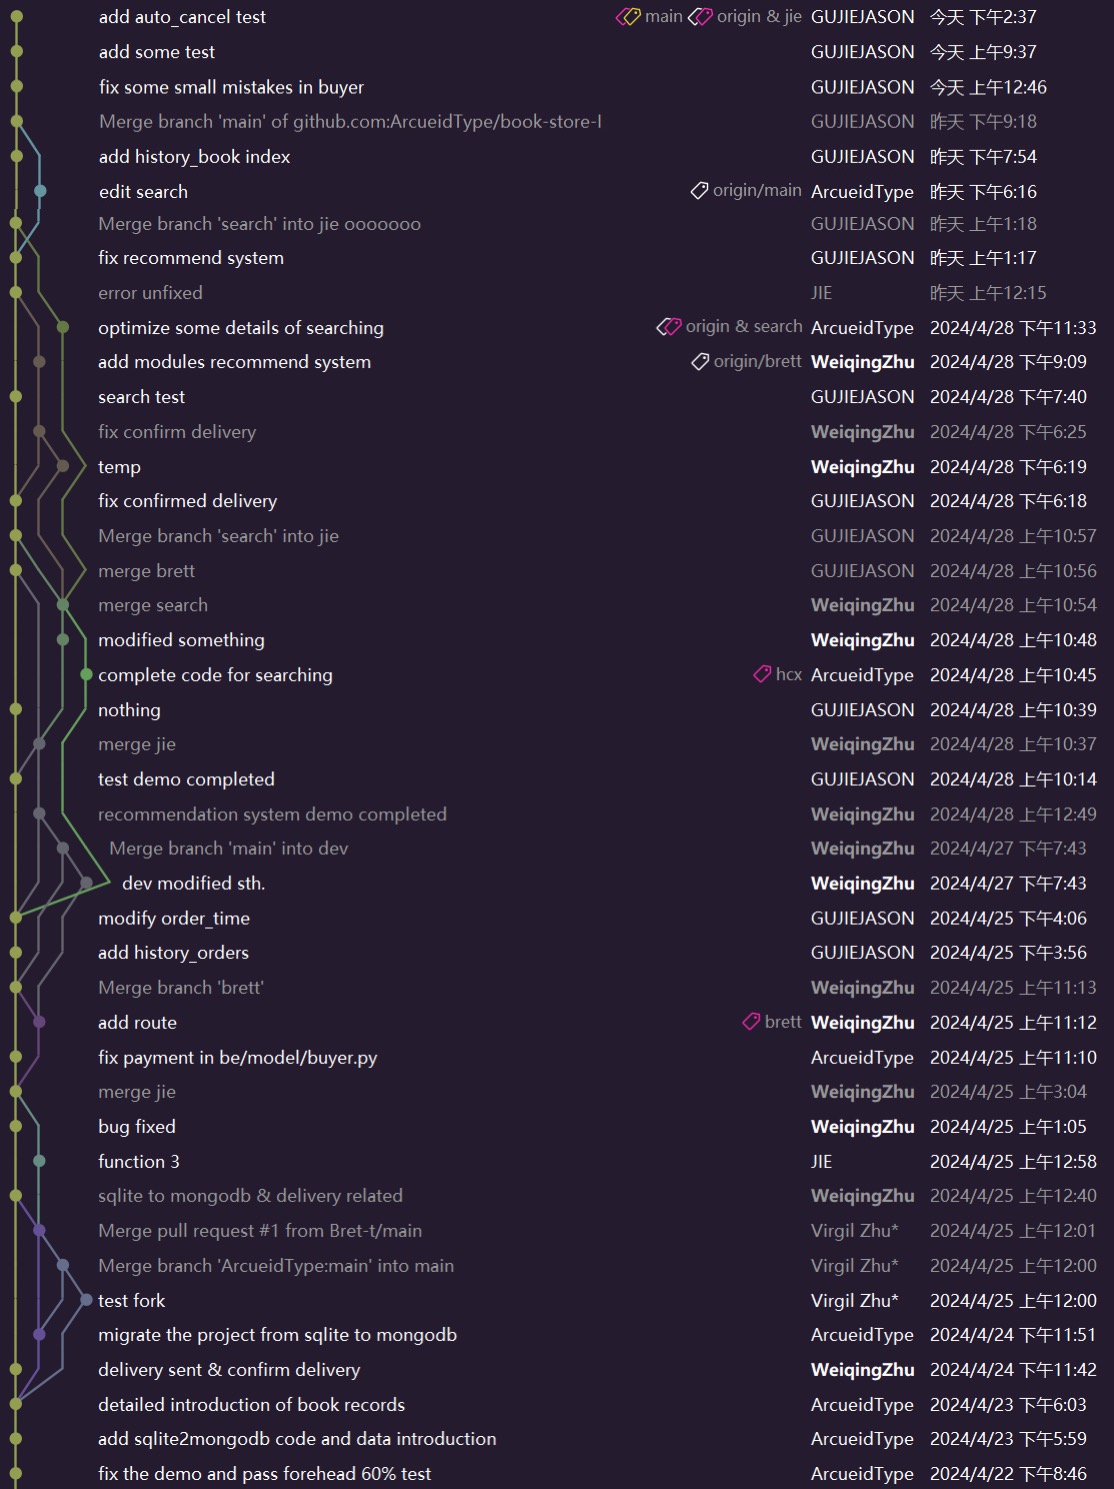 add auto_cancel test main origin & jie GUJIEJASON 今天 下午2:37
add some test GUJIEJASON 今天 上午9:37
fix some small mistakes in buyer GUJIEJASON 今天 上午12:46
Merge branch 'main' of github.com:ArcueidType/book-store-I GUJIEJASON 昨天 下午9:18
add history_book index GUJIEJASON 昨天 下午7:54
edit search origin/main ArcueidType 昨天 下午6:16
Merge branch 'search' into jie ooooooo GUJIEJASON 昨天 上午1:18
fix recommend system GUJIEJASON 昨天 上午1:17
error unfixed JIE 昨天 上午12:15
optimize some details of searching origin & search ArcueidType 2024/4/28 下午11:33
add modules recommend system origin/brett WeiqingZhu 2024/4/28 下午9:09
search test GUJIEJASON 2024/4/28 下午7:40
fix confirm delivery WeiqingZhu 2024/4/28 下午6:25
temp WeiqingZhu 2024/4/28 下午6:19
fix confirmed delivery GUJIEJASON 2024/4/28 下午6:18
Merge branch 'search' into jie GUJIEJASON 2024/4/28 上午10:57
merge brett GUJIEJASON 2024/4/28 上午10:56
merge search WeiqingZhu 2024/4/28 上午10:54
modified something WeiqingZhu 2024/4/28 上午10:48
complete code for searching hcx ArcueidType 2024/4/28 上午10:45
nothing GUJIEJASON 2024/4/28 上午10:39
merge jie WeiqingZhu 2024/4/28 上午10:37
test demo completed GUJIEJASON 2024/4/28 上午10:14
recommendation system demo completed WeiqingZhu 2024/4/28 上午12:49
Merge branch 'main' into dev WeiqingZhu 2024/4/27 下午7:43
dev modified sth. WeiqingZhu 2024/4/27 下午7:43
modify order_time GUJIEJASON 2024/4/25 下午4:06
add history_orders GUJIEJASON 2024/4/25 下午3:56
Merge branch 'brett' WeiqingZhu 2024/4/25 上午11:13
add route brett WeiqingZhu 2024/4/25 上午11:12
fix payment in be/model/buyer.py ArcueidType 2024/4/25 上午11:10
merge jie WeiqingZhu 2024/4/25 上午3:04
bug fixed WeiqingZhu 2024/4/25 上午1:05
function 3 JIE 2024/4/25 上午12:58
sqlite to mongodb & delivery related WeiqingZhu 2024/4/25 上午12:40
Merge pull request #1 from Bret-t/main Virgil Zhu* 2024/4/25 上午12:01
Merge branch 'ArcueidType:main' into main Virgil Zhu* 2024/4/25 上午12:00
test fork Virgil Zhu* 2024/4/25 上午12:00
migrate the project from sqlite to mongodb ArcueidType 2024/4/24 下午11:51
delivery sent & confirm delivery WeiqingZhu 2024/4/24 下午11:42
detailed introduction of book records ArcueidType 2024/4/23 下午6:03
add sqlite2mongodb code and data introduction ArcueidType 2024/4/23 下午5:59
fix the demo and pass forehead 60% test ArcueidType 2024/4/22 下午8:46